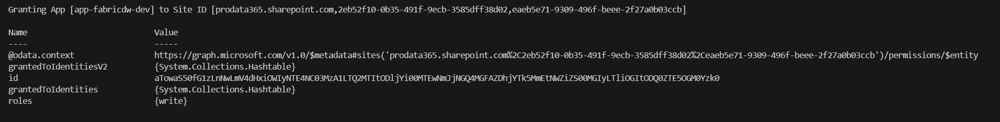 Granting App [app-fabricdw-dev] to Site ID [prodata365.sharepoint.com,2eb52f10-0b35-491f-9ecb-3585dff38d02,eaeb5e71-9309-496f-beee-2f27a0b03ccb]
Name Value
---- -----
@odata.context https://graph.microsoft.com/v1.0/$metadata#sites('prodata365.sharepoint.com%2C2eb52f10-0b35-491f-9ecb-3585dff38d02%2Ceaeb5e71-9309-496f-beee-2f27a0b03ccb')/permissions/$entity
grantedToIdentitiesV2 {System.Collections.Hashtable}
id aTowaS50fG1zLnNwLmV4dHxiOWIyNTE4NC03MzA1LTQ2MTItODljYi00MTEwNmJjNGQ4MGFAZDhjYTk5MmEtNWZiZS00MGIyLTliOGItODQ0ZTE5OGM0Yzk0
grantedToIdentities {System.Collections.Hashtable}
roles {write}